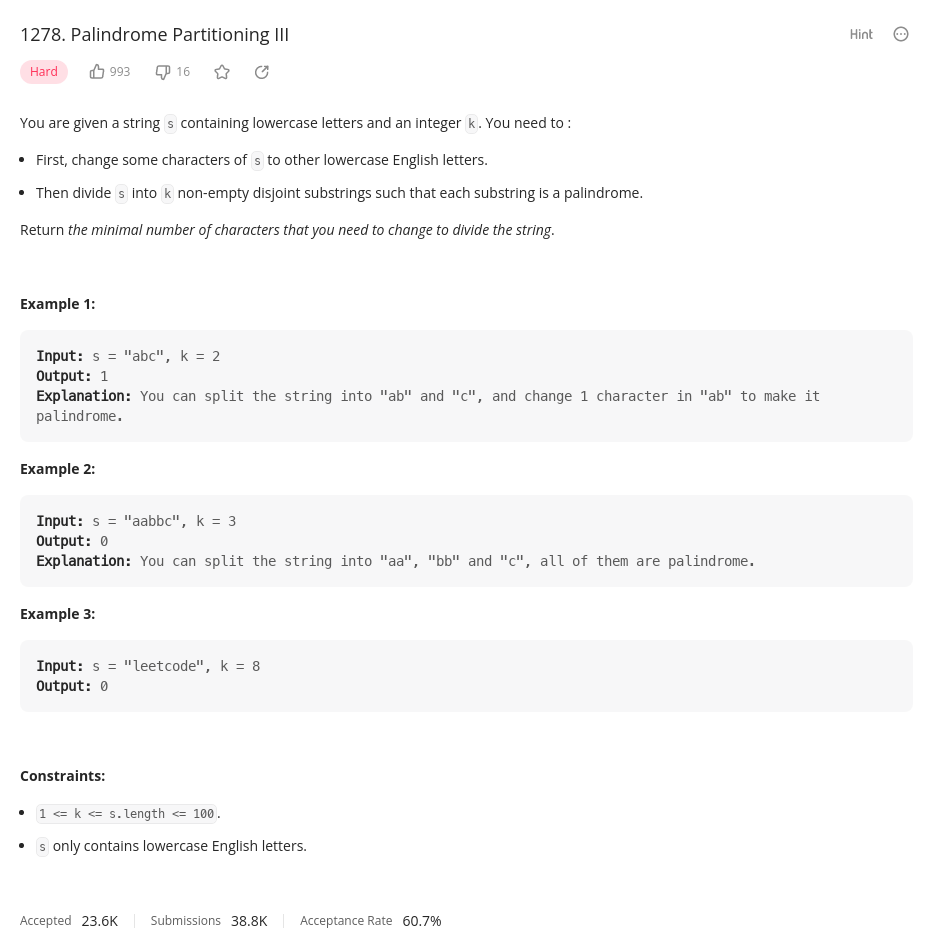 1278. Palindrome Partitioning III
Hint
Hard 993 16
You are given a string s containing lowercase letters and an integer k. You need to :
• First, change some characters of s to other lowercase English letters.
• Then divide s into k non-empty disjoint substrings such that each substring is a palindrome.
Return the minimal number of characters that you need to change to divide the string.
Example 1:
Input: s = "abc", k = 2
Output: 1
Explanation: You can split the string into "ab" and "c", and change 1 character in "ab" to make it
palindrome.
Example 2:
Input: s = "aabbc", k = 3
Output: 0
Explanation: You can split the string into "aa", "bb" and "c", all of them are palindrome.
Example 3:
Input: s = "leetcode", k = 8
Output: 0
Constraints:
• 1 <= k <= s.length <= 100.
• s only contains lowercase English letters.
Accepted 23.6K Submissions 38.8K Acceptance Rate 60.7%